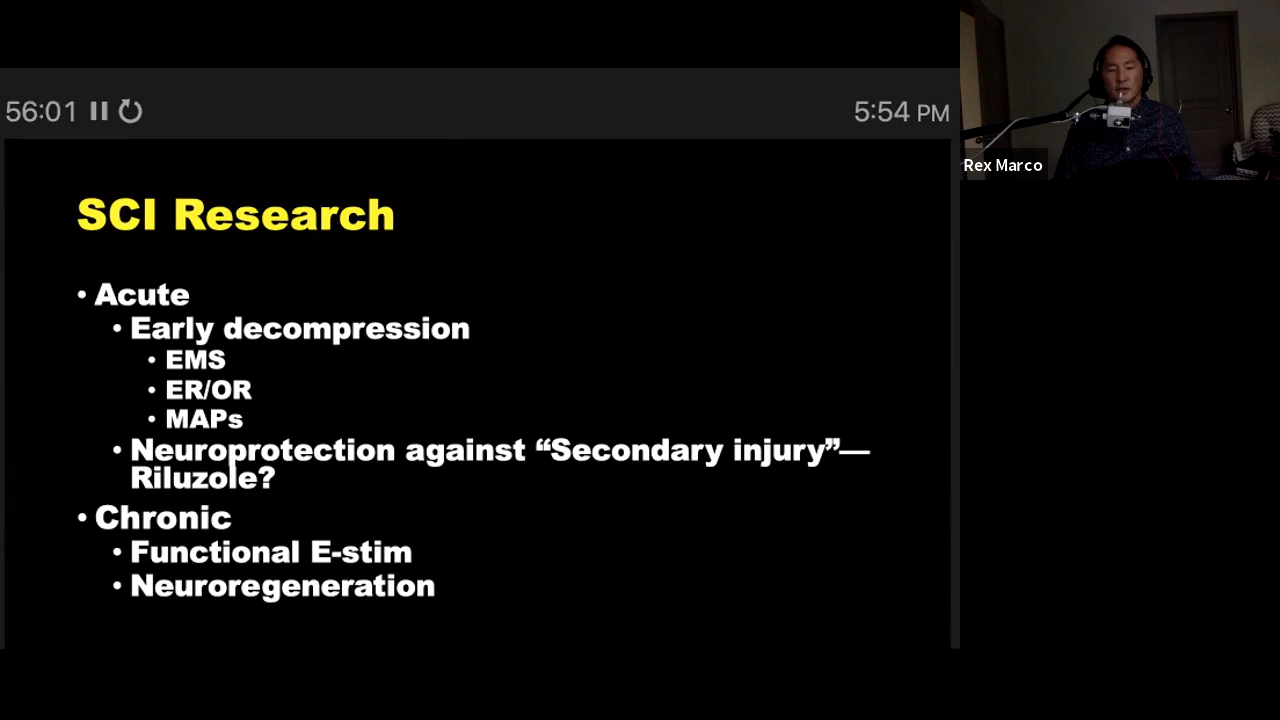 56:01
5:54 PM
Rex Marco
SCI Research
• Acute
• Early decompression
• EMS
• ER/OR
• MAPs
• Neuroprotection against “Secondary injury”—
Riluzole?
• Chronic
• Functional E-stim
• Neuroregeneration